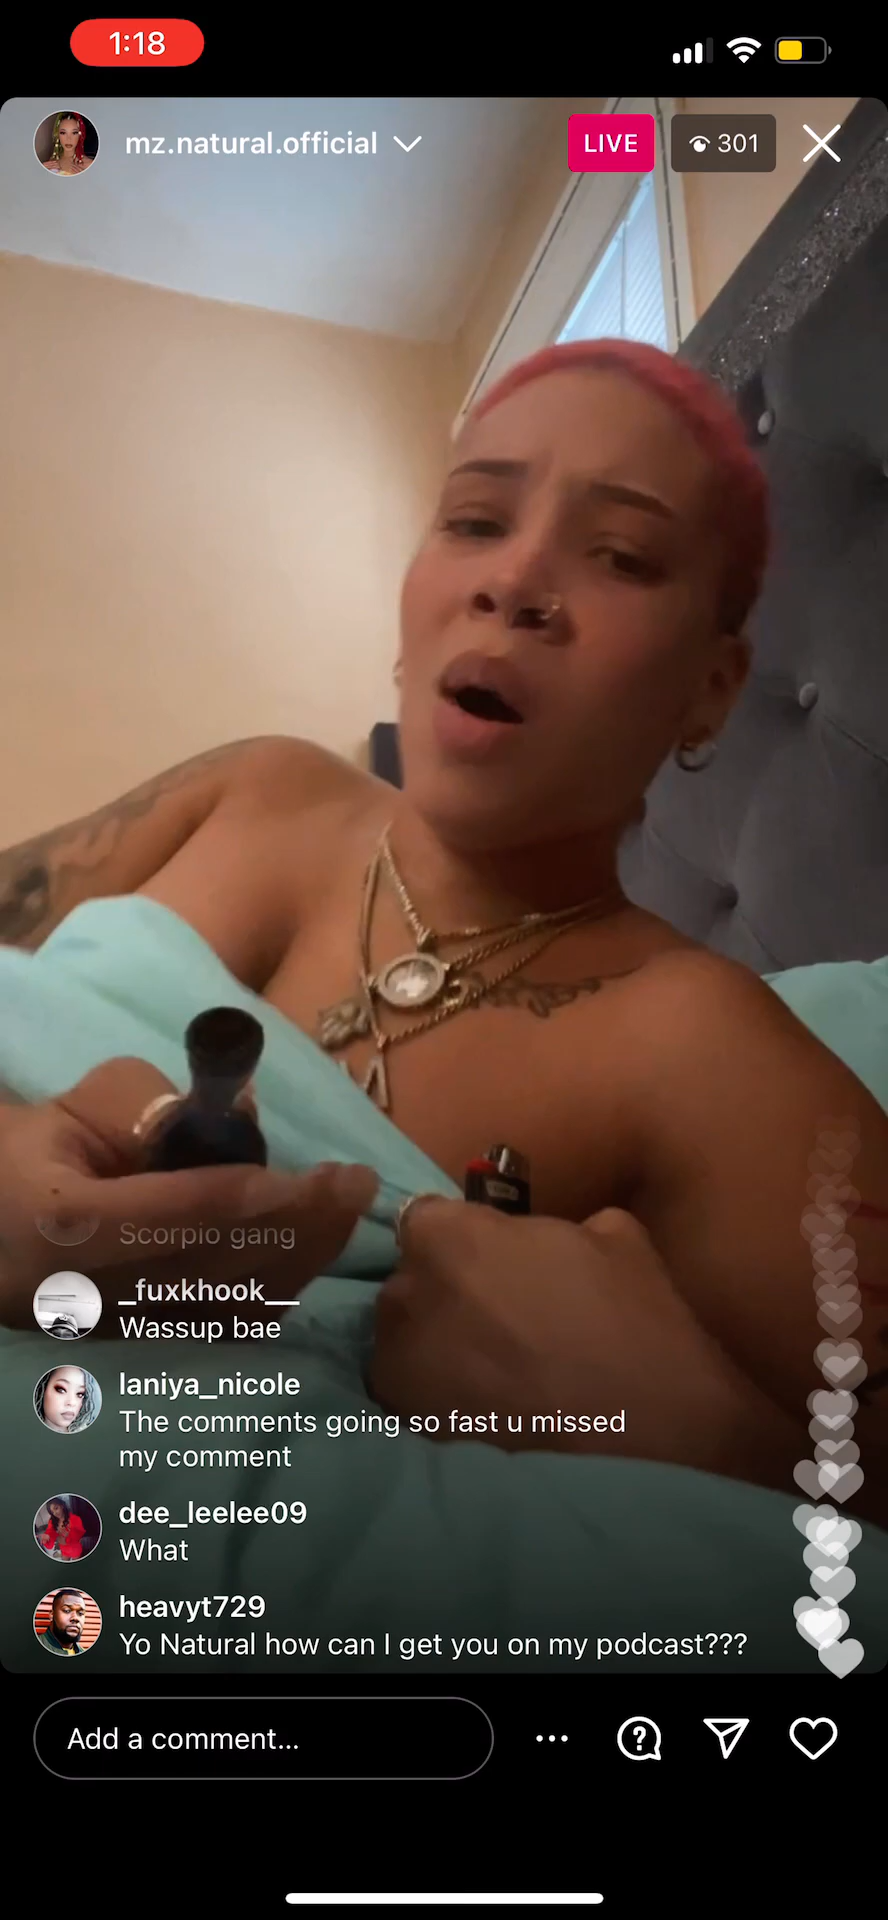 1:18
mz.natural.official
LIVE
301
Scorpio gang
_fuxkhook__
Wassup bae
laniya_nicole
The comments going so fast u missed
my comment
dee_leelee09
What
heavyt729
Yo Natural how can I get you on my podcast???
Add a comment...